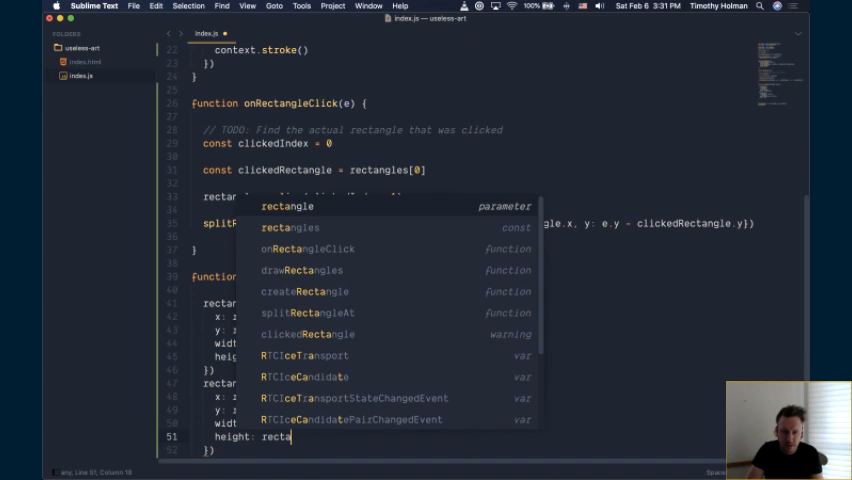 Sublime Text File Edit Selection Find View Goto Tools Project Window Help 100% Sat Feb 6 3:31 PM Timothy Holman
index.js — useless-art
FOLDERS
useless-art
index.html
index.js
index.js
22 context.stroke()
23 })
24 }
25
26 function onRectangleClick(e) {
27
28 // TODO: Find the actual rectangle that was clicked
29 const clickedIndex = 0
30
31 const clickedRectangle = rectangles[0]
32
33
34
35 splitR gle.x, y: e.y - clickedRectangle.y})
36
37 }
38
39 function
40
41 rectan
42 x: r
43 y: r
44 widt
45 heig
46 })
47 rectan
48 x: r
49 y: r
50 widt
51 height: recta
52 })
rectangle parameter
rectangles const
onRectangleClick function
drawRectangles function
createRectangle function
splitRectangleAt function
clickedRectangle warning
RTCIceTransport var
RTCIceCandidate var
RTCIceTransportStateChangedEvent var
RTCIceCandidatePairChangedEvent var
any, Line 51, Column 18
Space